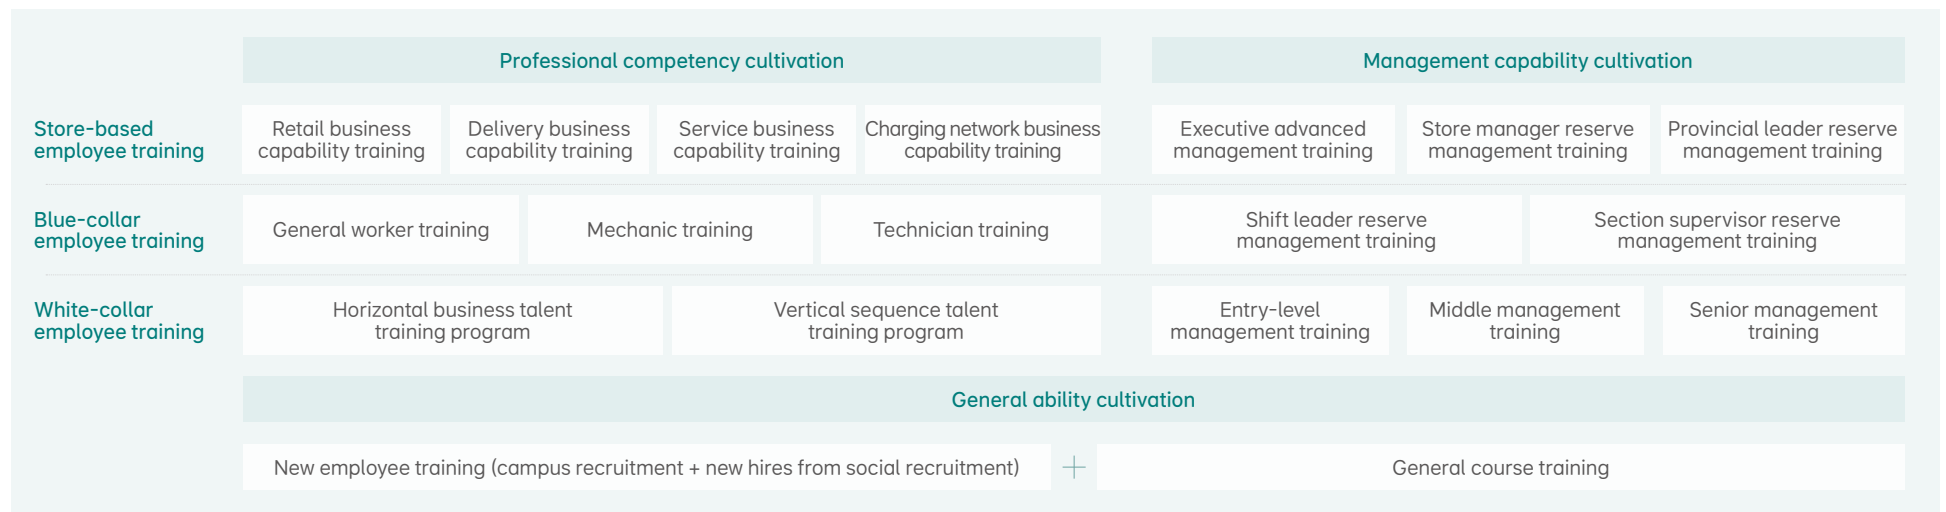 Professional competency cultivation
Management capability cultivation
Store-based
employee training
Retail business
capability training
Delivery business
capability training
Service business
capability training
Charging network business
capability training
Executive advanced
management training
Store manager reserve
management training
Provincial leader reserve
management training
Blue-collar
employee training
General worker training
Mechanic training
Technician training
Shift leader reserve
management training
Section supervisor reserve
management training
White-collar
employee training
Horizontal business talent
training program
Vertical sequence talent
training program
Entry-level
management training
Middle management
training
Senior management
training
General ability cultivation
New employee training (campus recruitment + new hires from social recruitment)
+
General course training